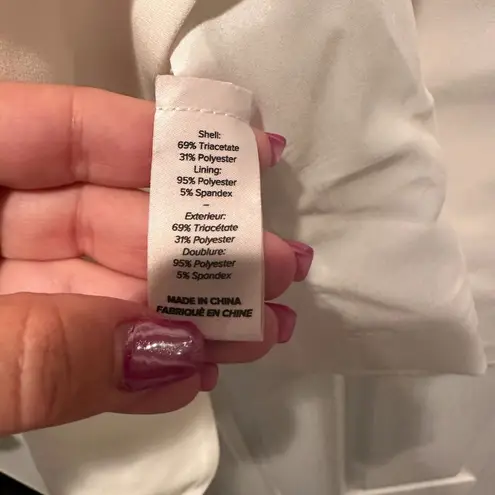 Shell:
69% Triacetate
31% Polyester
Lining:
95% Polyester
5% Spandex
–
Exterieur:
69% Triacétate
31% Polyester
Doublure:
95% Polyester
5% Spandex
MADE IN CHINA
FABRIQUÉ EN CHINE